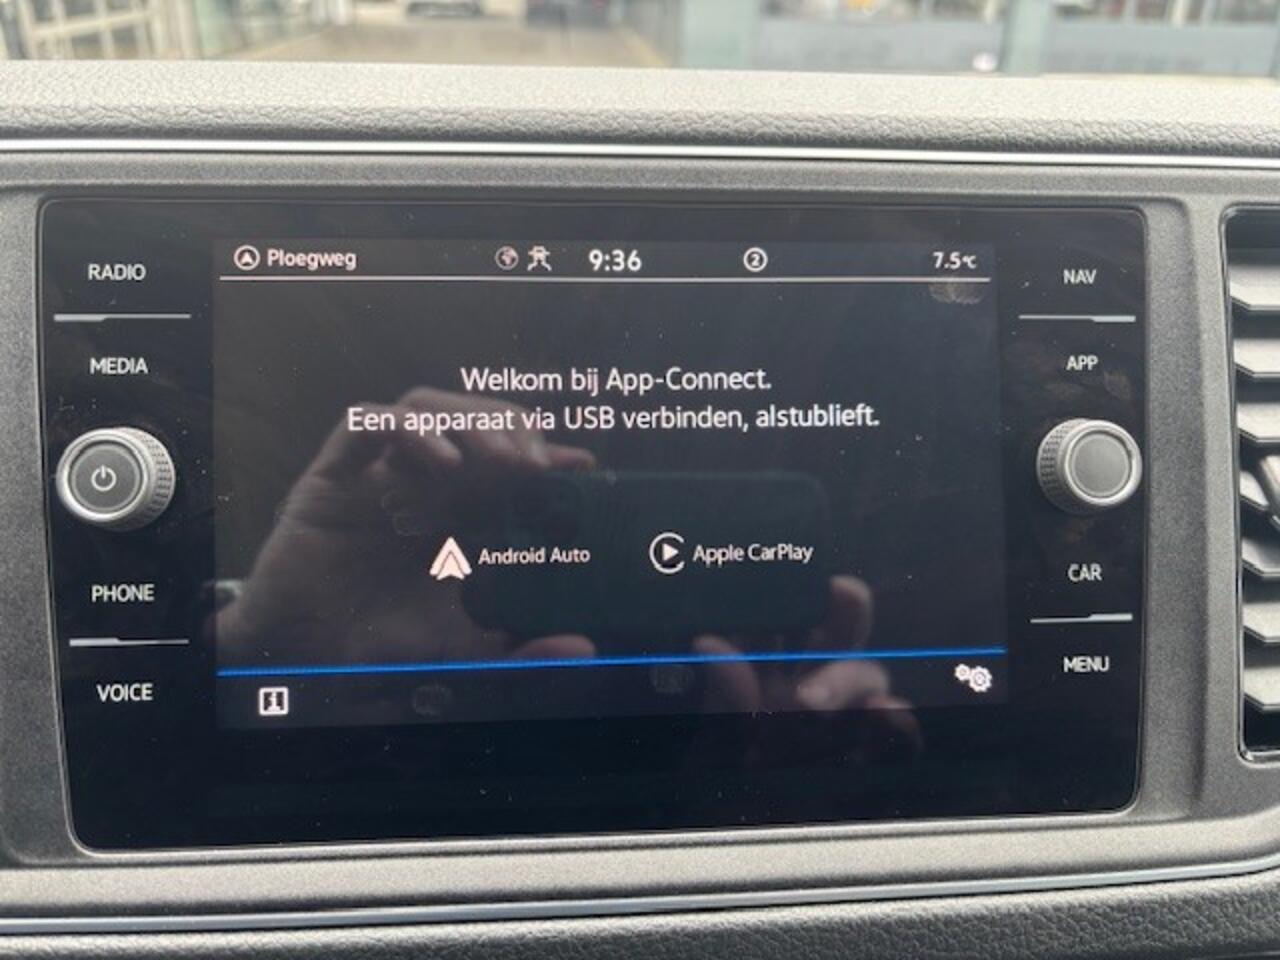 RADIO
MEDIA
PHONE
VOICE
Ploegweg
9:36
2
7.5°C
Welkom bij App-Connect.
Een apparaat via USB verbinden, alstublieft.
Android Auto
Apple CarPlay
i
NAV
APP
CAR
MENU